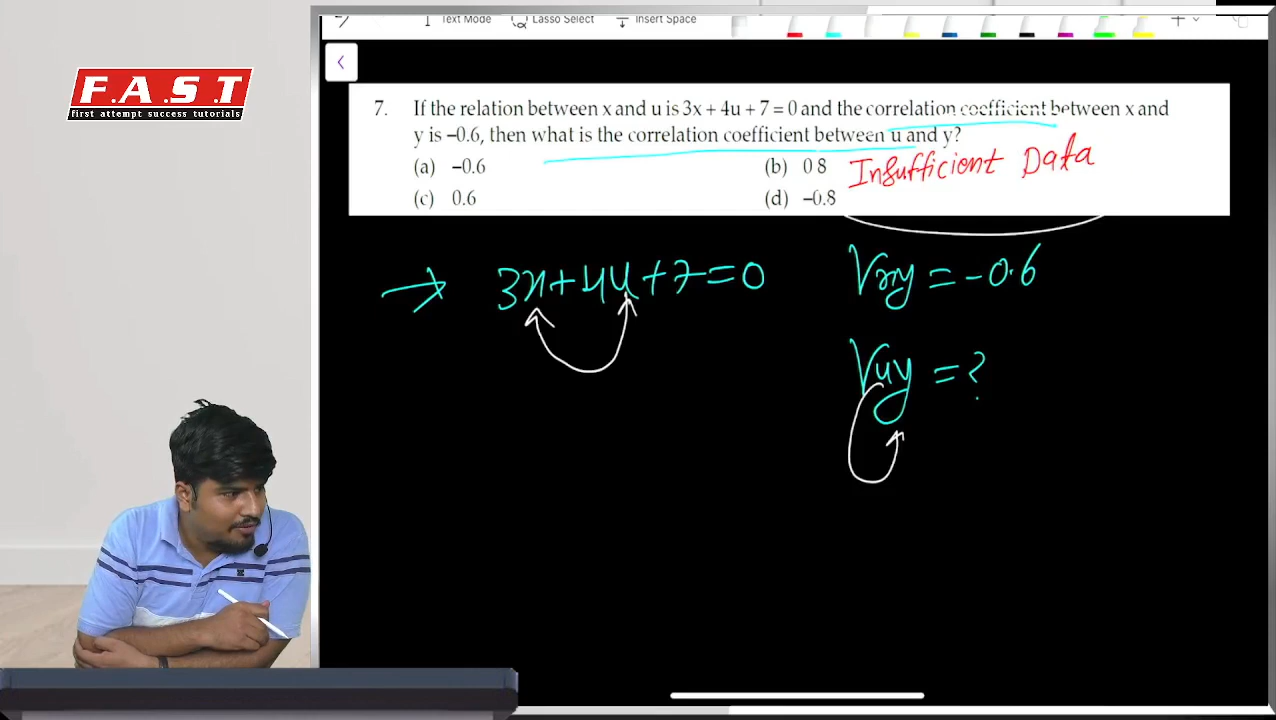 Text Mode
Lasso Select
Insert Space
F.A.S.T
first attempt success tutorials
7. If the relation between x and u is 3x + 4u + 7 = 0 and the correlation coefficient between x and
y is –0.6, then what is the correlation coefficient between u and y?
(a) –0.6 (b) 0 8
Insufficient Data
(c) 0.6 (d) –0.8
→ 3x+4u+7=0
rxy = -0.6
ruy = ?